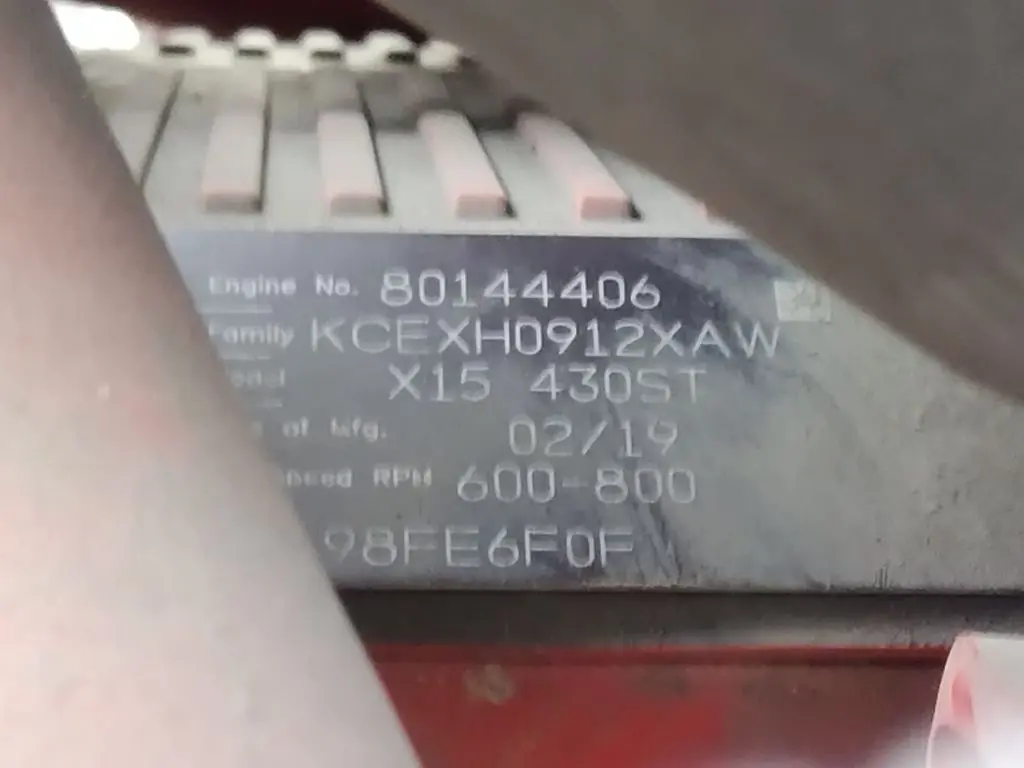 Engine No. 80144406
Family KCEXH0912XAW
X15 430ST
of Mfg. 02/19
RPM 600-800
98FE6F0F